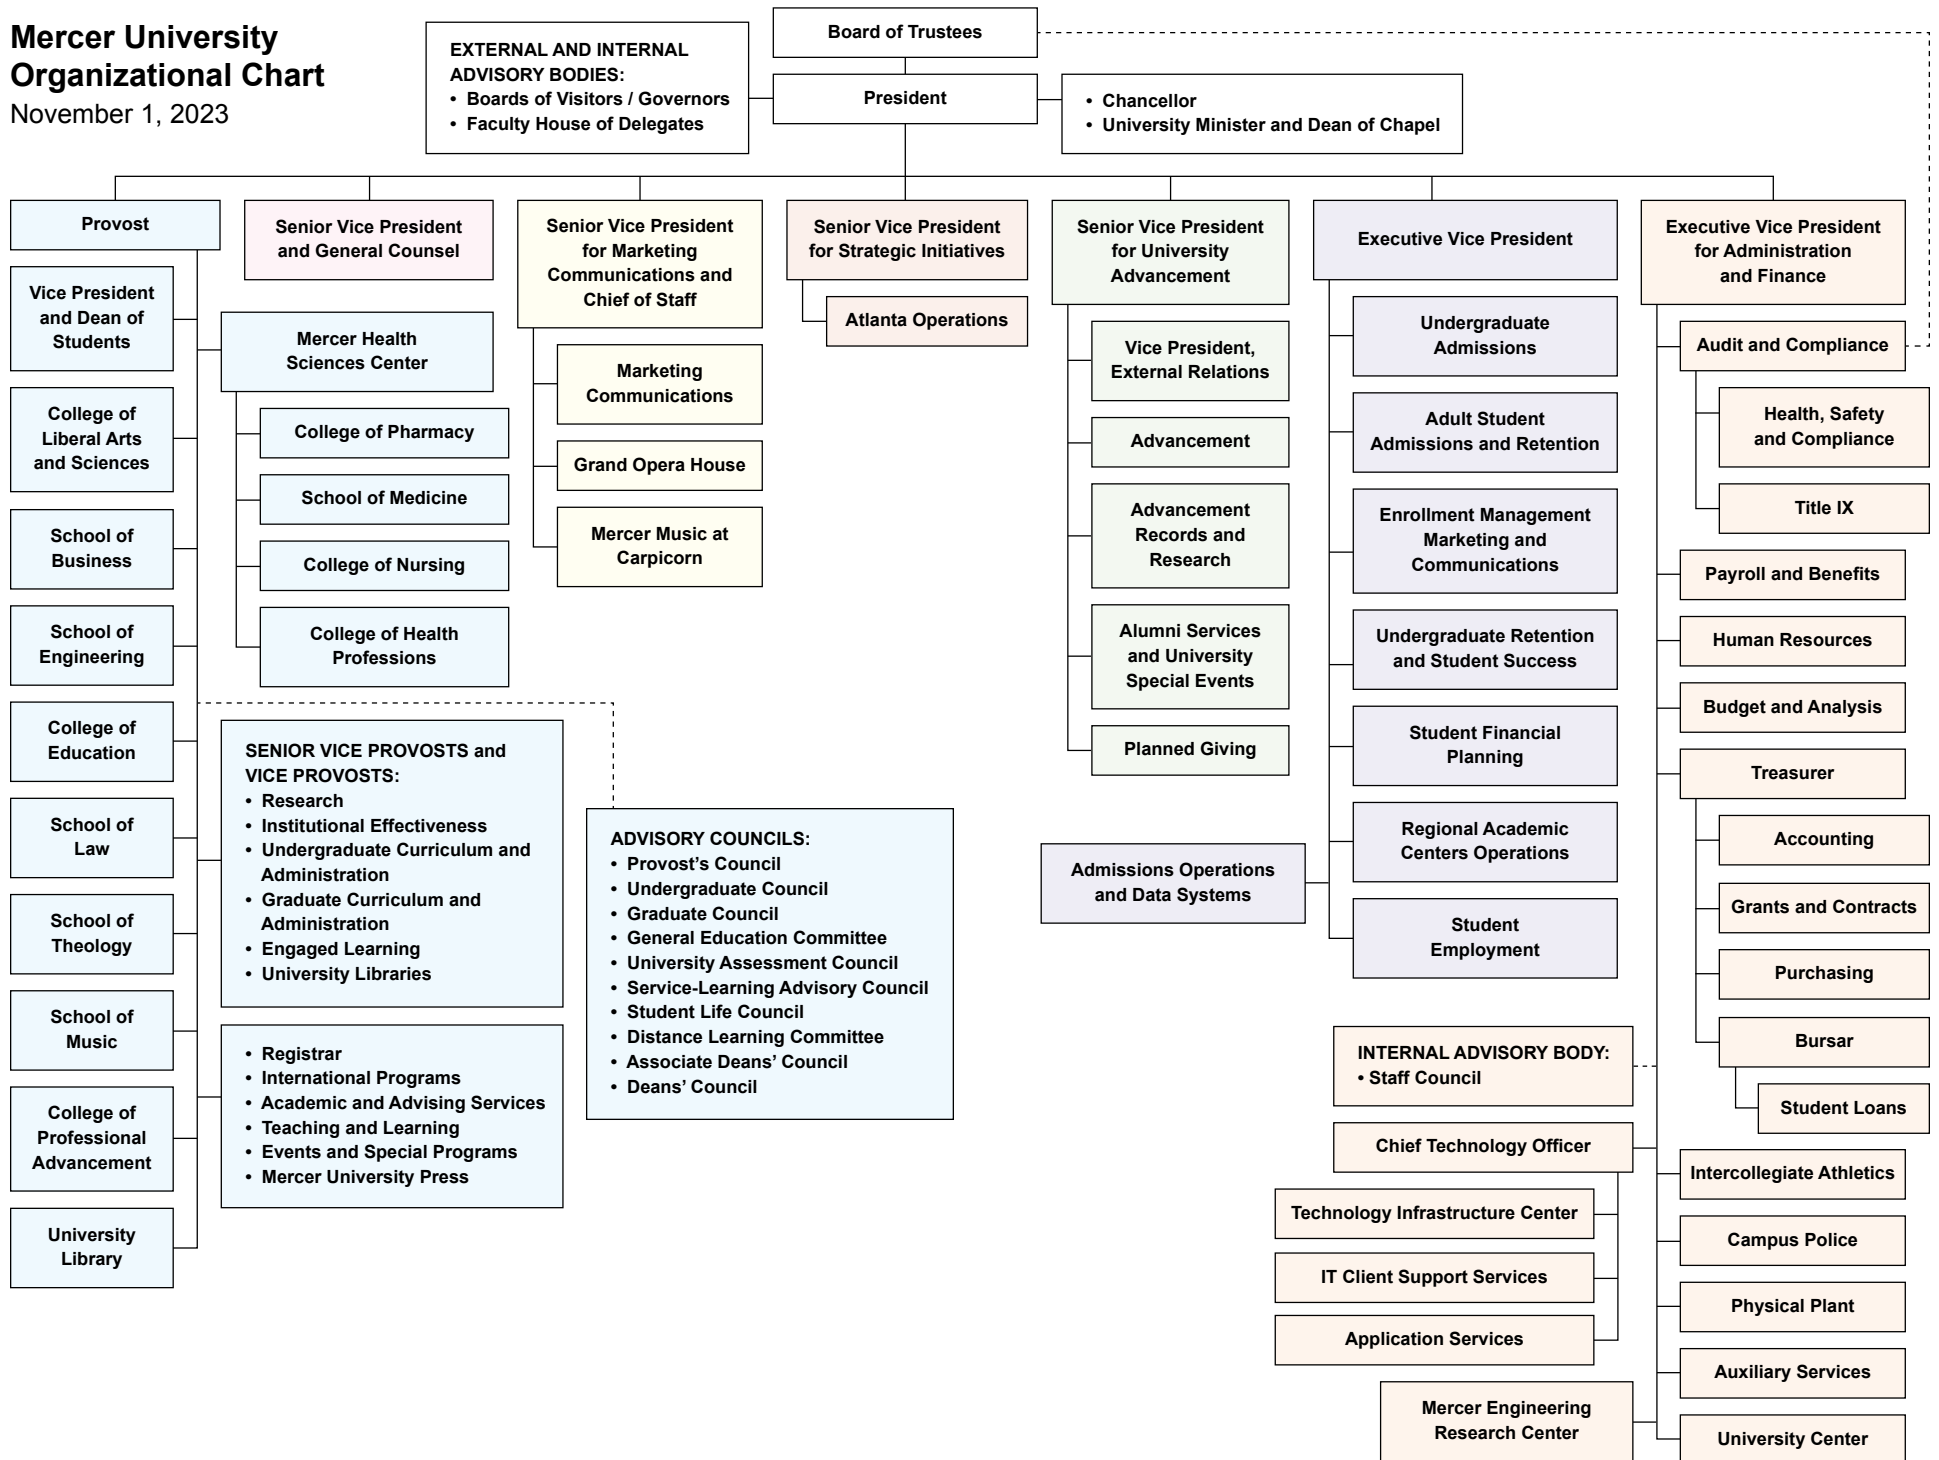 Mercer University
Organizational Chart
November 1, 2023
EXTERNAL AND INTERNAL
ADVISORY BODIES:
• Boards of Visitors / Governors
• Faculty House of Delegates
Board of Trustees
President
• Chancellor
• University Minister and Dean of Chapel
Provost
Vice President
and Dean of
Students
College of
Liberal Arts
and Sciences
School of
Business
School of
Engineering
College of
Education
School of
Law
School of
Theology
School of
Music
College of
Professional
Advancement
University
Library
Senior Vice President
and General Counsel
Mercer Health
Sciences Center
College of Pharmacy
School of Medicine
College of Nursing
College of Health
Professions
SENIOR VICE PROVOSTS and
VICE PROVOSTS:
• Research
• Institutional Effectiveness
• Undergraduate Curriculum and
Administration
• Graduate Curriculum and
Administration
• Engaged Learning
• University Libraries
• Registrar
• International Programs
• Academic and Advising Services
• Teaching and Learning
• Events and Special Programs
• Mercer University Press
ADVISORY COUNCILS:
• Provost’s Council
• Undergraduate Council
• Graduate Council
• General Education Committee
• University Assessment Council
• Service-Learning Advisory Council
• Student Life Council
• Distance Learning Committee
• Associate Deans’ Council
• Deans’ Council
Senior Vice President
for Marketing
Communications and
Chief of Staff
Marketing
Communications
Grand Opera House
Mercer Music at
Carpicorn
Senior Vice President
for Strategic Initiatives
Atlanta Operations
Senior Vice President
for University
Advancement
Vice President,
External Relations
Advancement
Advancement
Records and
Research
Alumni Services
and University
Special Events
Planned Giving
Executive Vice President
Undergraduate
Admissions
Adult Student
Admissions and Retention
Enrollment Management
Marketing and
Communications
Undergraduate Retention
and Student Success
Student Financial
Planning
Regional Academic
Centers Operations
Admissions Operations
and Data Systems
Student
Employment
Executive Vice President
for Administration
and Finance
Audit and Compliance
Health, Safety
and Compliance
Title IX
Payroll and Benefits
Human Resources
Budget and Analysis
Treasurer
Accounting
Grants and Contracts
Purchasing
Bursar
Student Loans
INTERNAL ADVISORY BODY:
• Staff Council
Chief Technology Officer
Technology Infrastructure Center
IT Client Support Services
Application Services
Mercer Engineering
Research Center
Intercollegiate Athletics
Campus Police
Physical Plant
Auxiliary Services
University Center